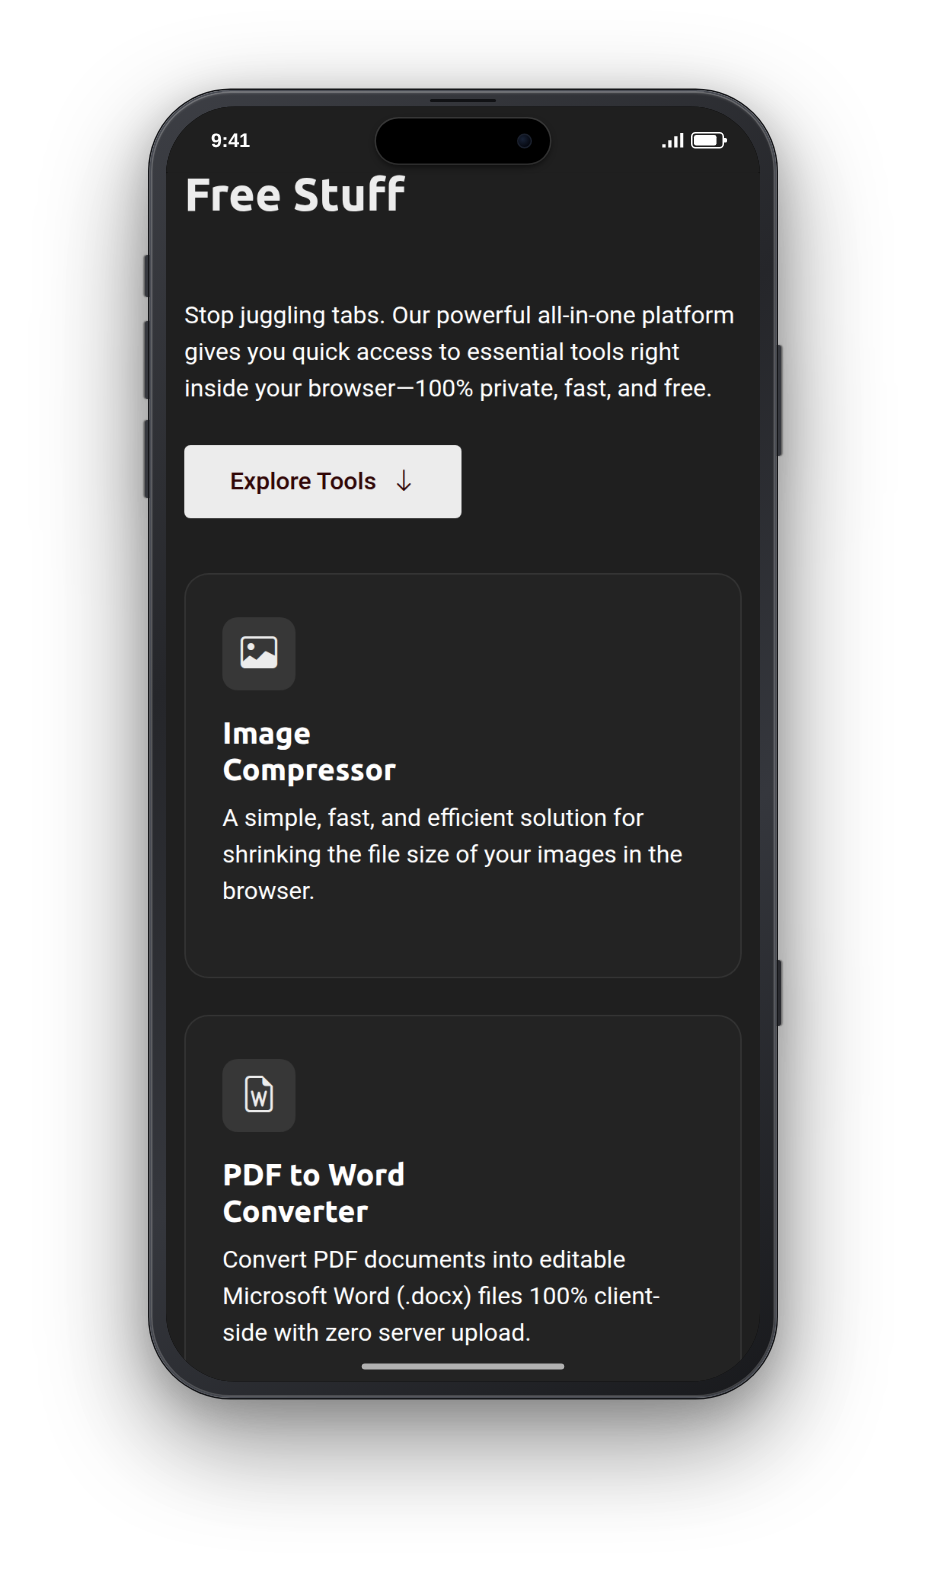 9:41
Free Stuff
Stop juggling tabs. Our powerful all-in-one platform
gives you quick access to essential tools right
inside your browser—100% private, fast, and free.
Explore Tools ↓
Image
Compressor
A simple, fast, and efficient solution for
shrinking the file size of your images in the
browser.
W
PDF to Word
Converter
Convert PDF documents into editable
Microsoft Word (.docx) files 100% client-
side with zero server upload.